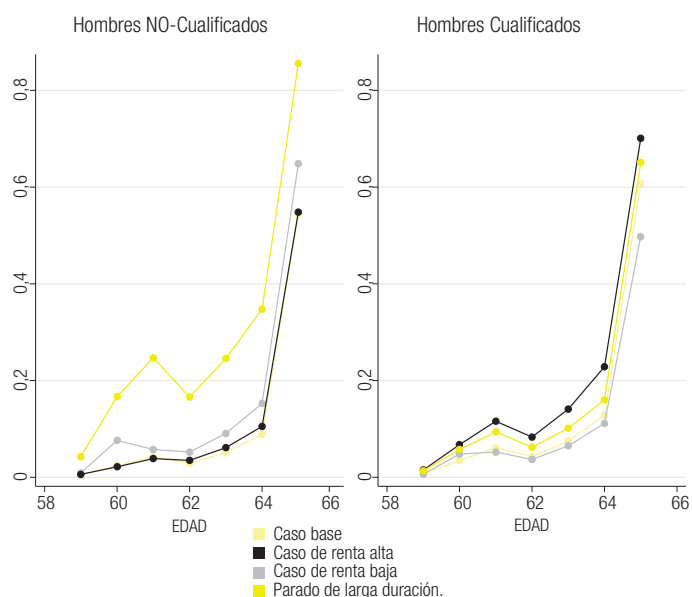 Hombres NO-Cualificados
0,8
0,6
0,4
0,2
0
58 60 62 64 66
EDAD
Hombres Cualificados
0,8
0,6
0,4
0,2
0
58 60 62 64 66
EDAD
Caso base
Caso de renta alta
Caso de renta baja
Parado de larga duración.